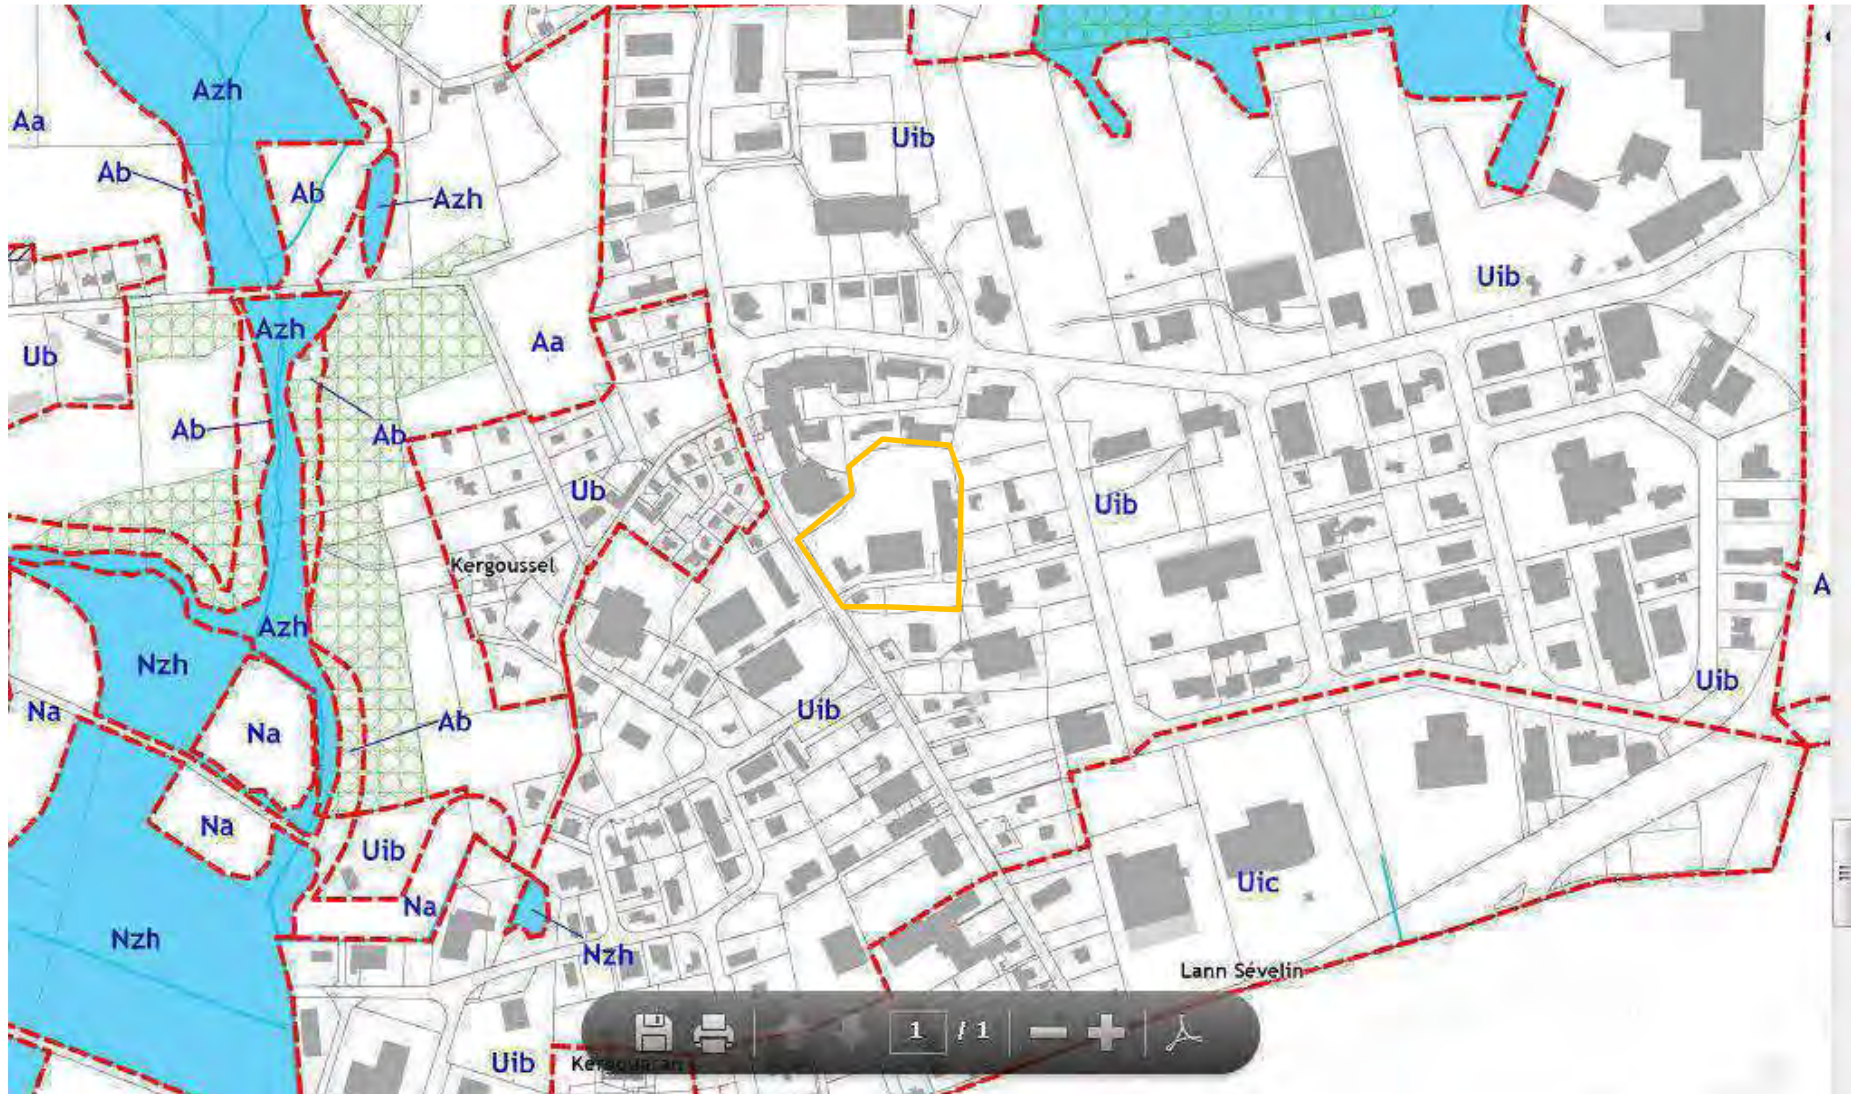 Azh
Aa
Uib
Ab
Ab
Azh
Uib
Azh
Aa
Ub
Ab
Ab
Ub
Uib
Kergoussel
A
Azh
Nzh
Uib
Na
Uib
Ab
Na
Na
Uib
Uic
Na
Nzh
Nzh
Lann Sévelin
1 / 1
Uib